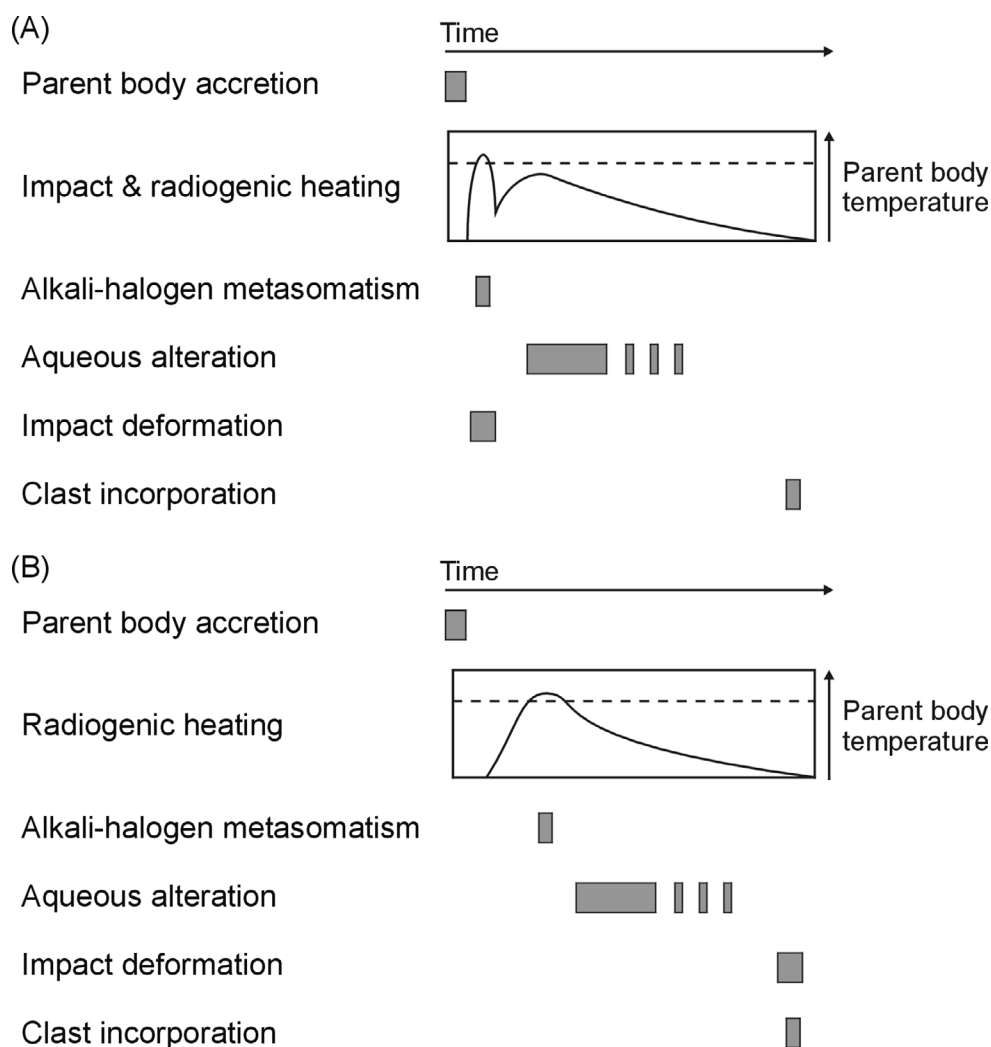 (A)
Time
Parent body accretion
Impact & radiogenic heating
Parent body
temperature
Alkali-halogen metasomatism
Aqueous alteration
Impact deformation
Clast incorporation
(B)
Time
Parent body accretion
Radiogenic heating
Parent body
temperature
Alkali-halogen metasomatism
Aqueous alteration
Impact deformation
Clast incorporation